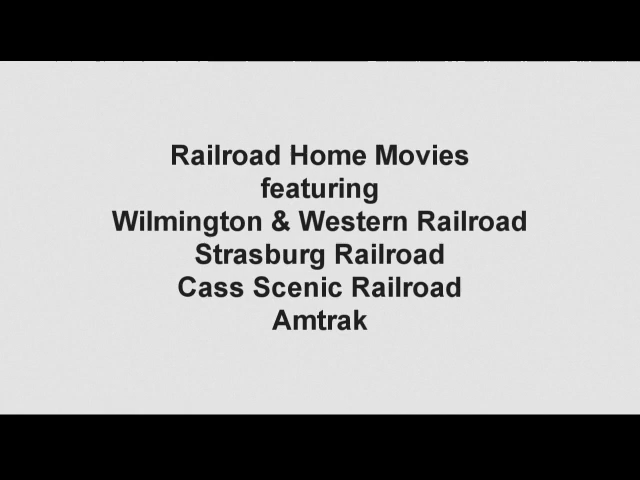 Railroad Home Movies
featuring
Wilmington & Western Railroad
Strasburg Railroad
Cass Scenic Railroad
Amtrak